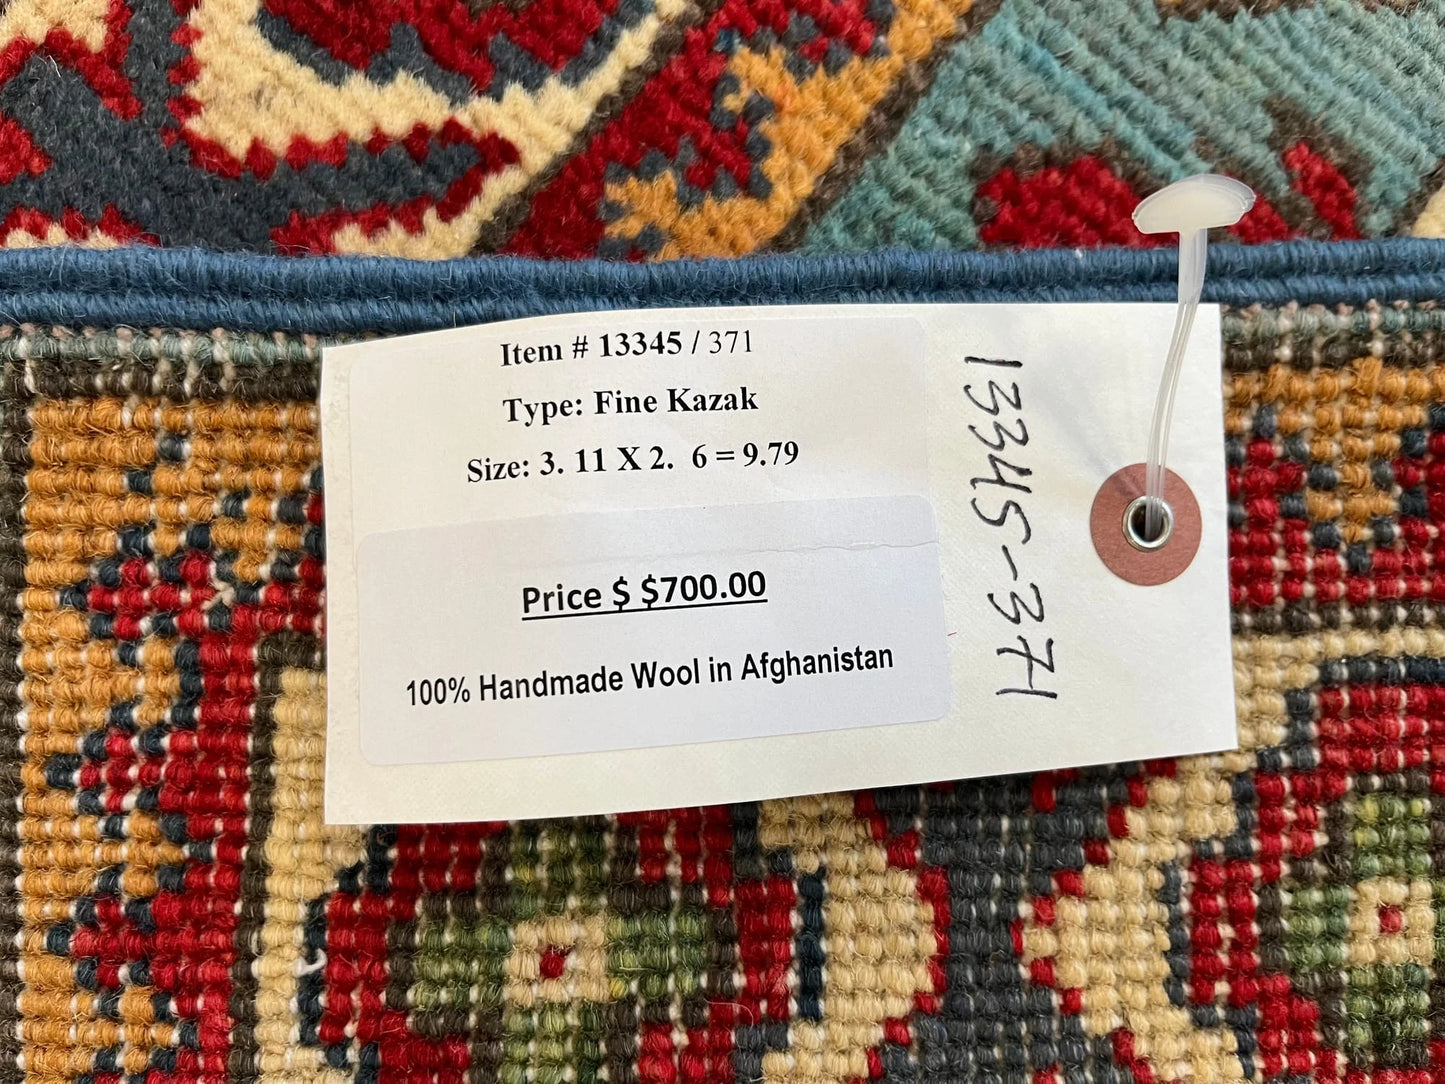 Item # 13345 / 371
Type: Fine Kazak
Size: 3. 11 X 2. 6 = 9.79
Price $ $700.00
100% Handmade Wool in Afghanistan
13345-371